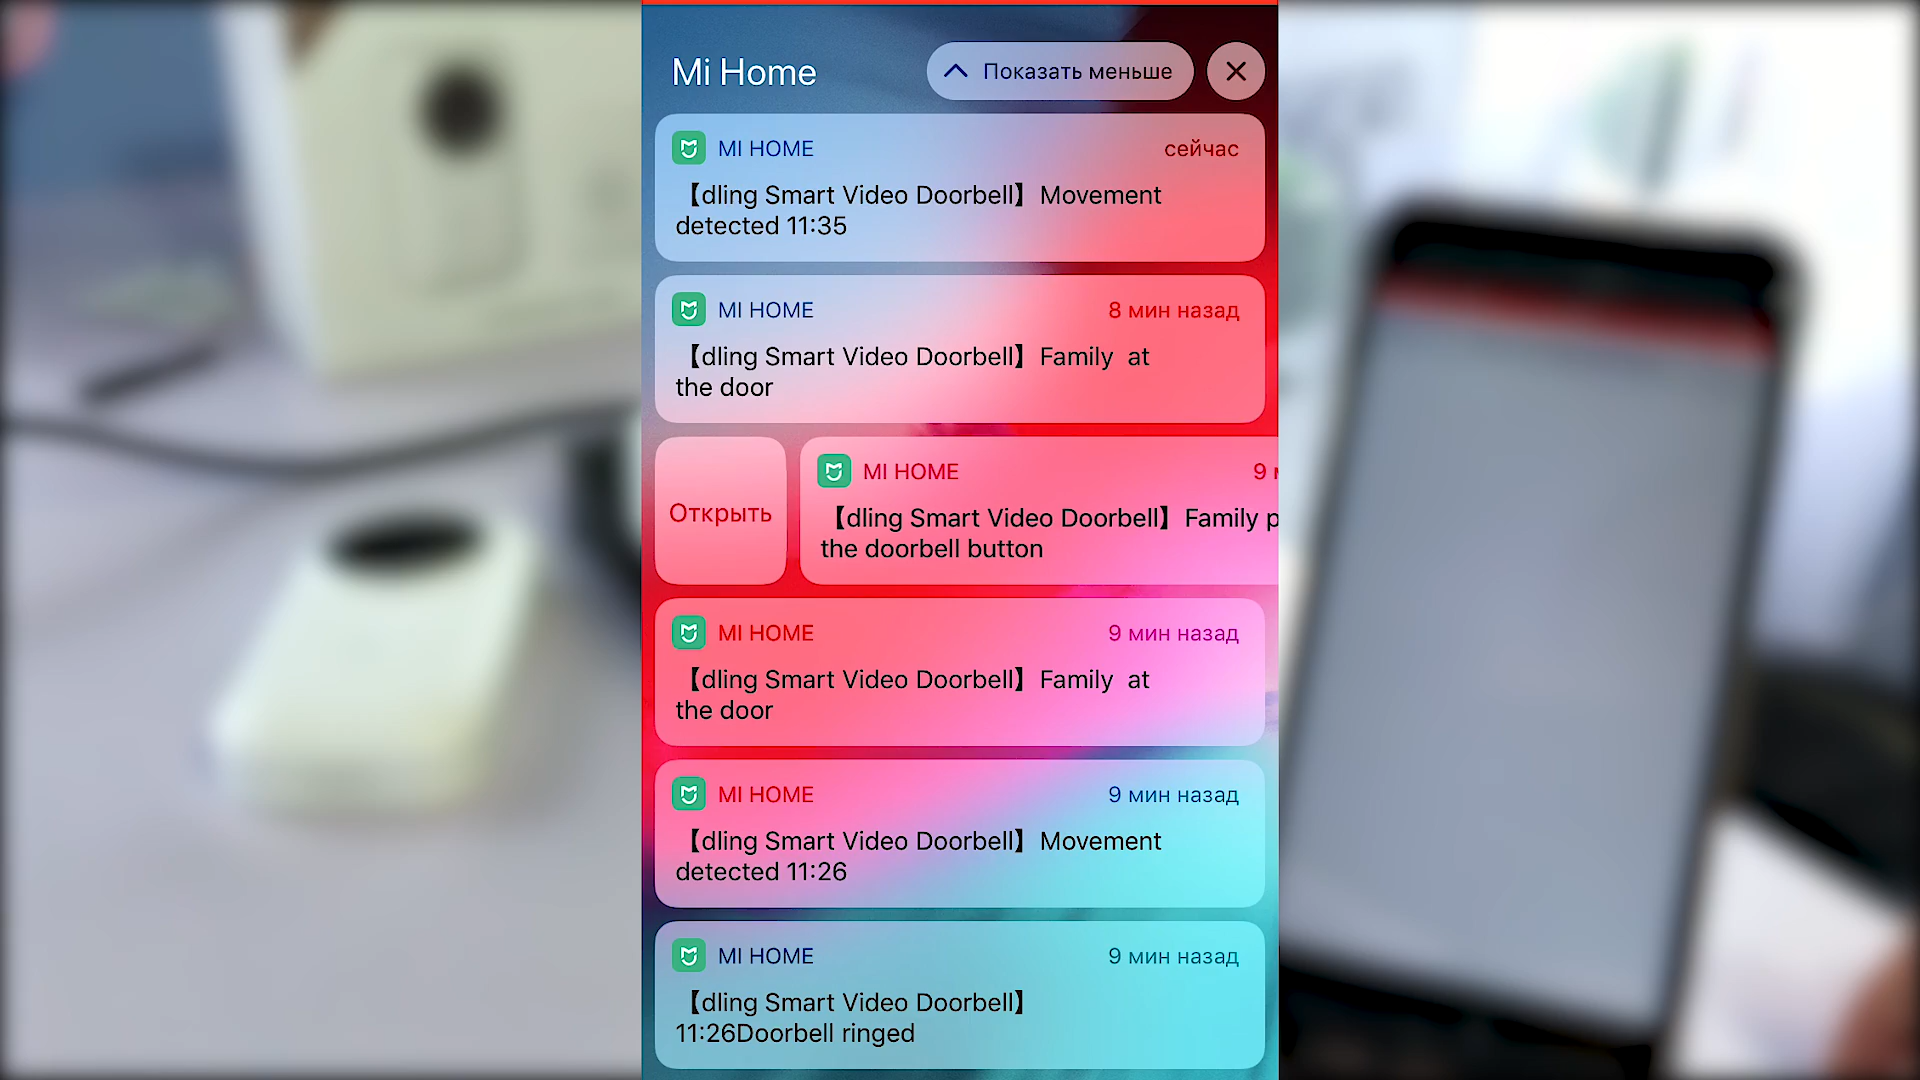 Mi Home
Показать меньше
MI HOME
сейчас
【dling Smart Video Doorbell】Movement
detected 11:35
MI HOME
8 мин назад
【dling Smart Video Doorbell】Family at
the door
Открыть
MI HOME
9
【dling Smart Video Doorbell】Family
the doorbell button
MI HOME
9 мин назад
【dling Smart Video Doorbell】Family at
the door
MI HOME
9 мин назад
【dling Smart Video Doorbell】Movement
detected 11:26
MI HOME
9 мин назад
【dling Smart Video Doorbell】
11:26Doorbell ringed